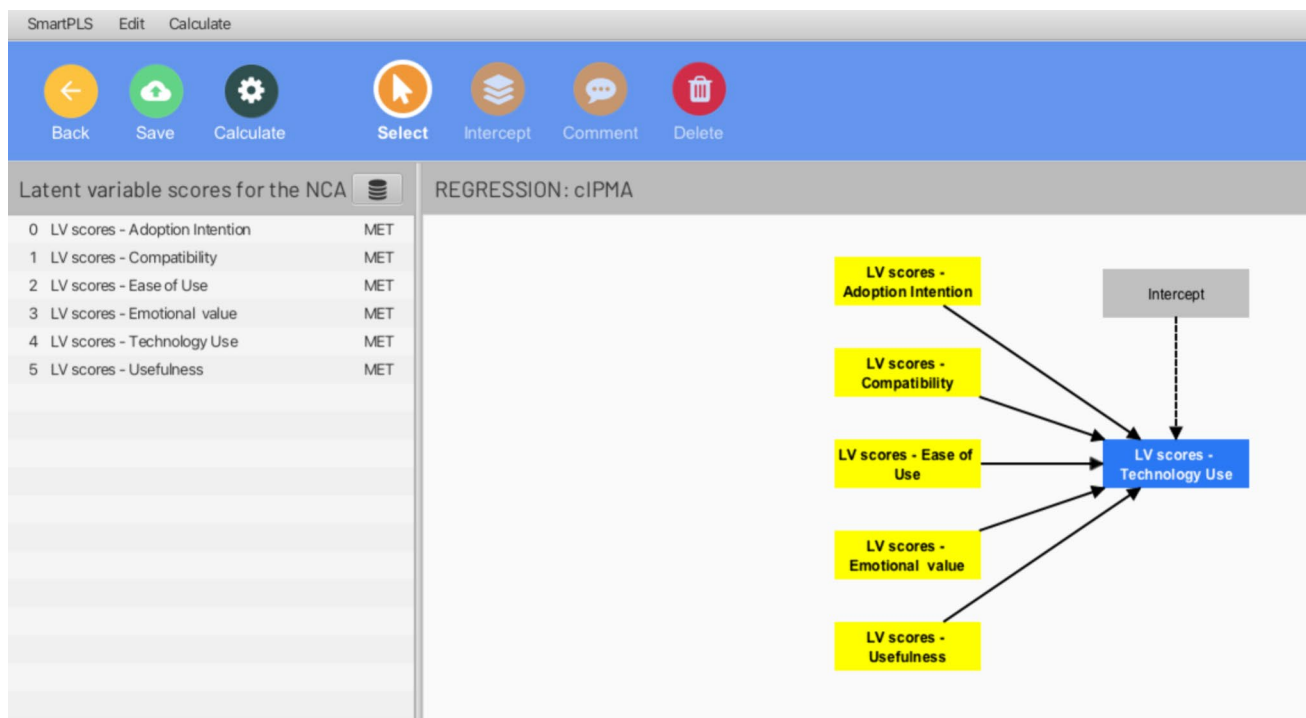 SmartPLS Edit Calculate
Back Save Calculate Select Intercept Comment Delete
Latent variable scores for the NCA
REGRESSION: cIPMA
0 LV scores - Adoption Intention MET
1 LV scores - Compatibility MET
2 LV scores - Ease of Use MET
3 LV scores - Emotional value MET
4 LV scores - Technology Use MET
5 LV scores - Usefulness MET
LV scores -
Adoption Intention
Intercept
LV scores -
Compatibility
LV scores - Ease of
Use
LV scores -
Technology Use
LV scores -
Emotional value
LV scores -
Usefulness